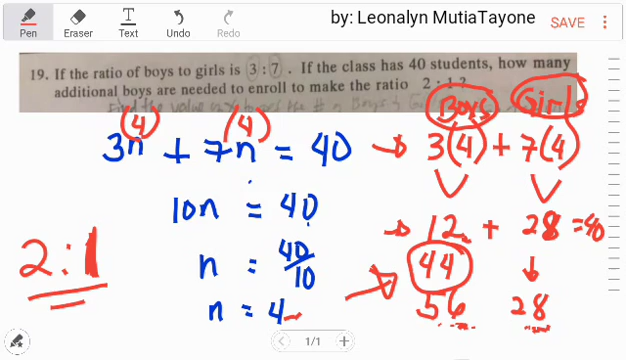 by: Leonalyn MutiaTayone
SAVE
Pen
Eraser
Text
Undo
Redo
19. If the ratio of boys to girls is 3 : 7. If the class has 40 students, how many
additional boys are needed to enroll to make the ratio 2 : 1?
Find the value
Boys Girls
(4) (4)
3n + 7n = 40 → 3(4) + 7(4)
10n = 40 → 12 + 28 = 40
n = 40/10 44
n = 4 56 28
2:1
1/1